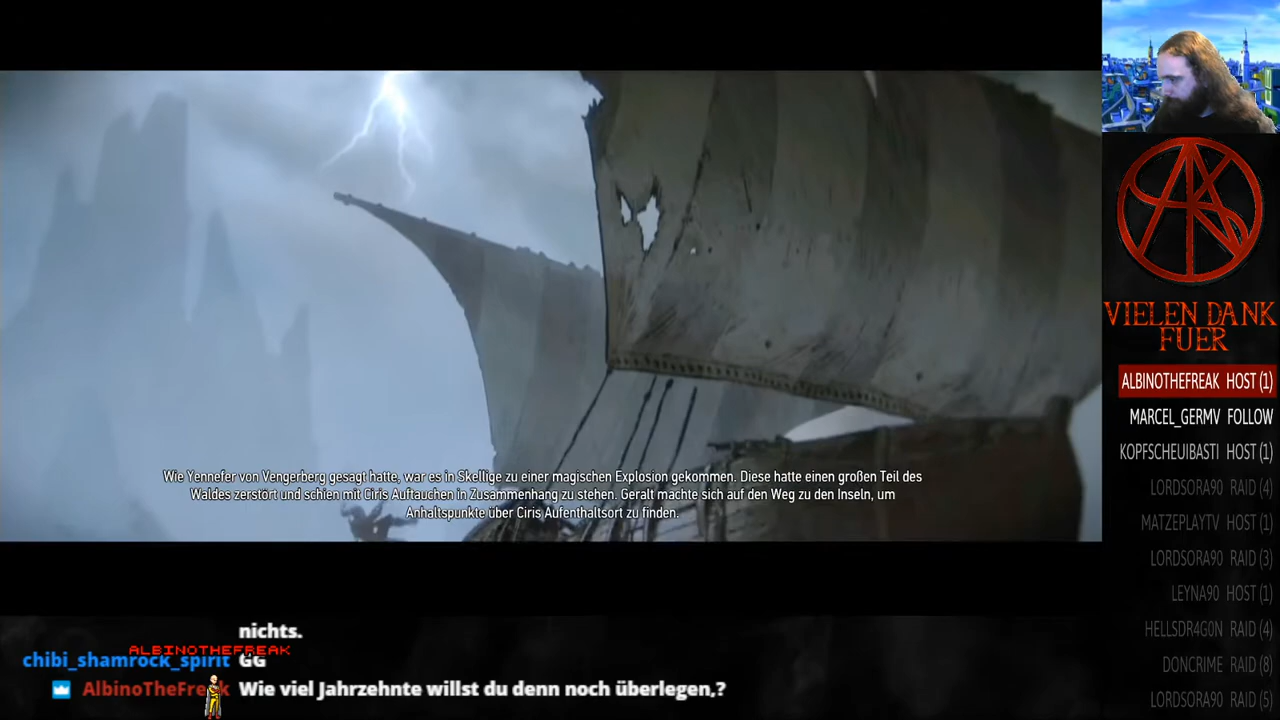 Wie Yennefer von Vengerberg gesagt hatte, war es in Skellige zu einer magischen Explosion gekommen. Diese hatte einen großen Teil des
Waldes zerstört und schien mit Ciris Auftauchen in Zusammenhang zu stehen. Geralt machte sich auf den Weg zu den Inseln, um
Anhaltspunkte über Ciris Aufenthaltsort zu finden.
VIELEN DANK
FUER
ALBINOTHEFREAK HOST (1)
MARCEL_GERMV FOLLOW
KOPFSCHEUIBASTI HOST (1)
LORDSORA90 RAID (4)
MATZEPLAYTV HOST (1)
LORDSORA90 RAID (3)
LEYNA90 HOST (1)
HELLSDR4G0N RAID (4)
DONCRIME RAID (8)
LORDSORA90 RAID (5)
nichts.
ALBINOTHEFREAK
chibi_shamrock_spirit GG
AlbinoTheFreak Wie viel Jahrzehnte willst du denn noch überlegen,?